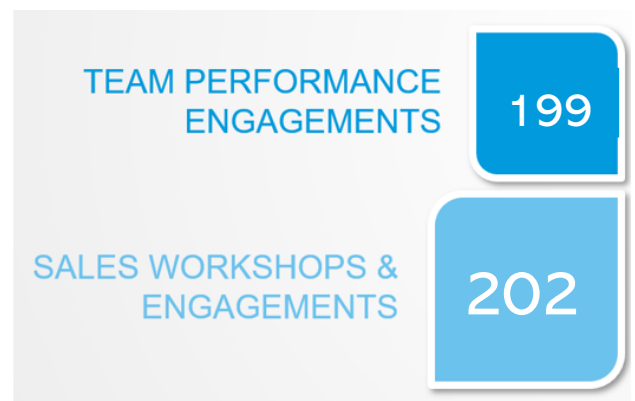 TEAM PERFORMANCE
ENGAGEMENTS
199
SALES WORKSHOPS &
ENGAGEMENTS
202